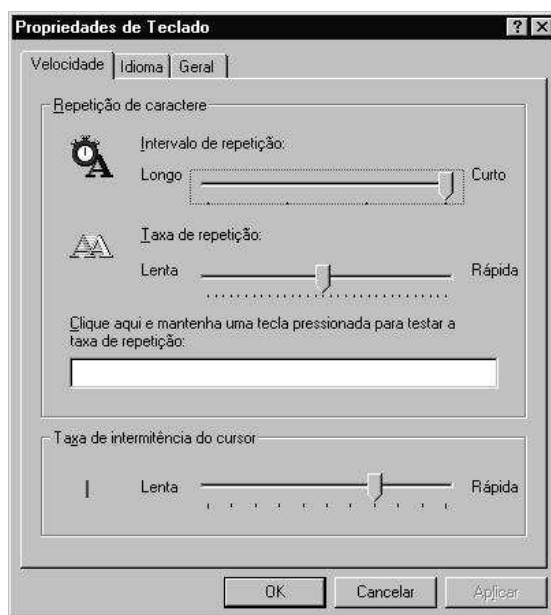 Propriedades de Teclado
Velocidade Idioma Geral
Repetição de caractere
Intervalo de repetição:
Longo Curto
Taxa de repetição:
Lenta Rápida
Clique aqui e mantenha uma tecla pressionada para testar a
taxa de repetição:
Taxa de intermitência do cursor
Lenta Rápida
OK Cancelar Aplicar